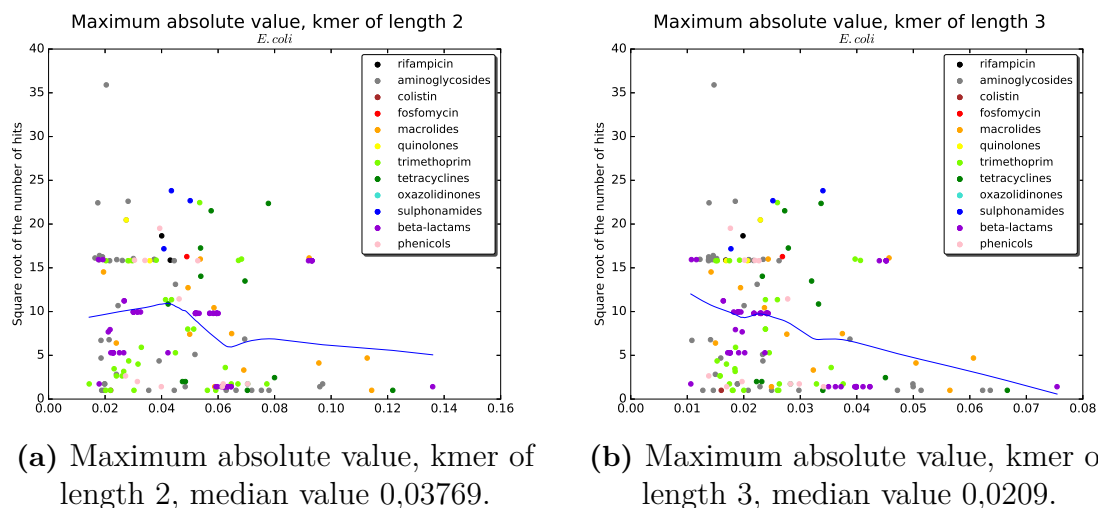 Maximum absolute value, kmer of length 2
E.coli
40
35
30
25
20
15
10
5
0
Square root of the number of hits
rifampicin
aminoglycosides
colistin
fosfomycin
macrolides
quinolones
trimethoprim
tetracyclines
oxazolidinones
sulphonamides
beta-lactams
phenicols
0.00 0.02 0.04 0.06 0.08 0.10 0.12 0.14 0.16
(a) Maximum absolute value, kmer of
length 2, median value 0,03769.
Maximum absolute value, kmer of length 3
E.coli
40
35
30
25
20
15
10
5
0
Square root of the number of hits
rifampicin
aminoglycosides
colistin
fosfomycin
macrolides
quinolones
trimethoprim
tetracyclines
oxazolidinones
sulphonamides
beta-lactams
phenicols
0.00 0.01 0.02 0.03 0.04 0.05 0.06 0.07 0.08
(b) Maximum absolute value, kmer o
length 3, median value 0,0209.